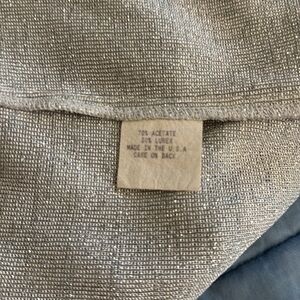 70% ACETATE
30% LUREX
MADE IN THE U.S.A
CARE ON BACK